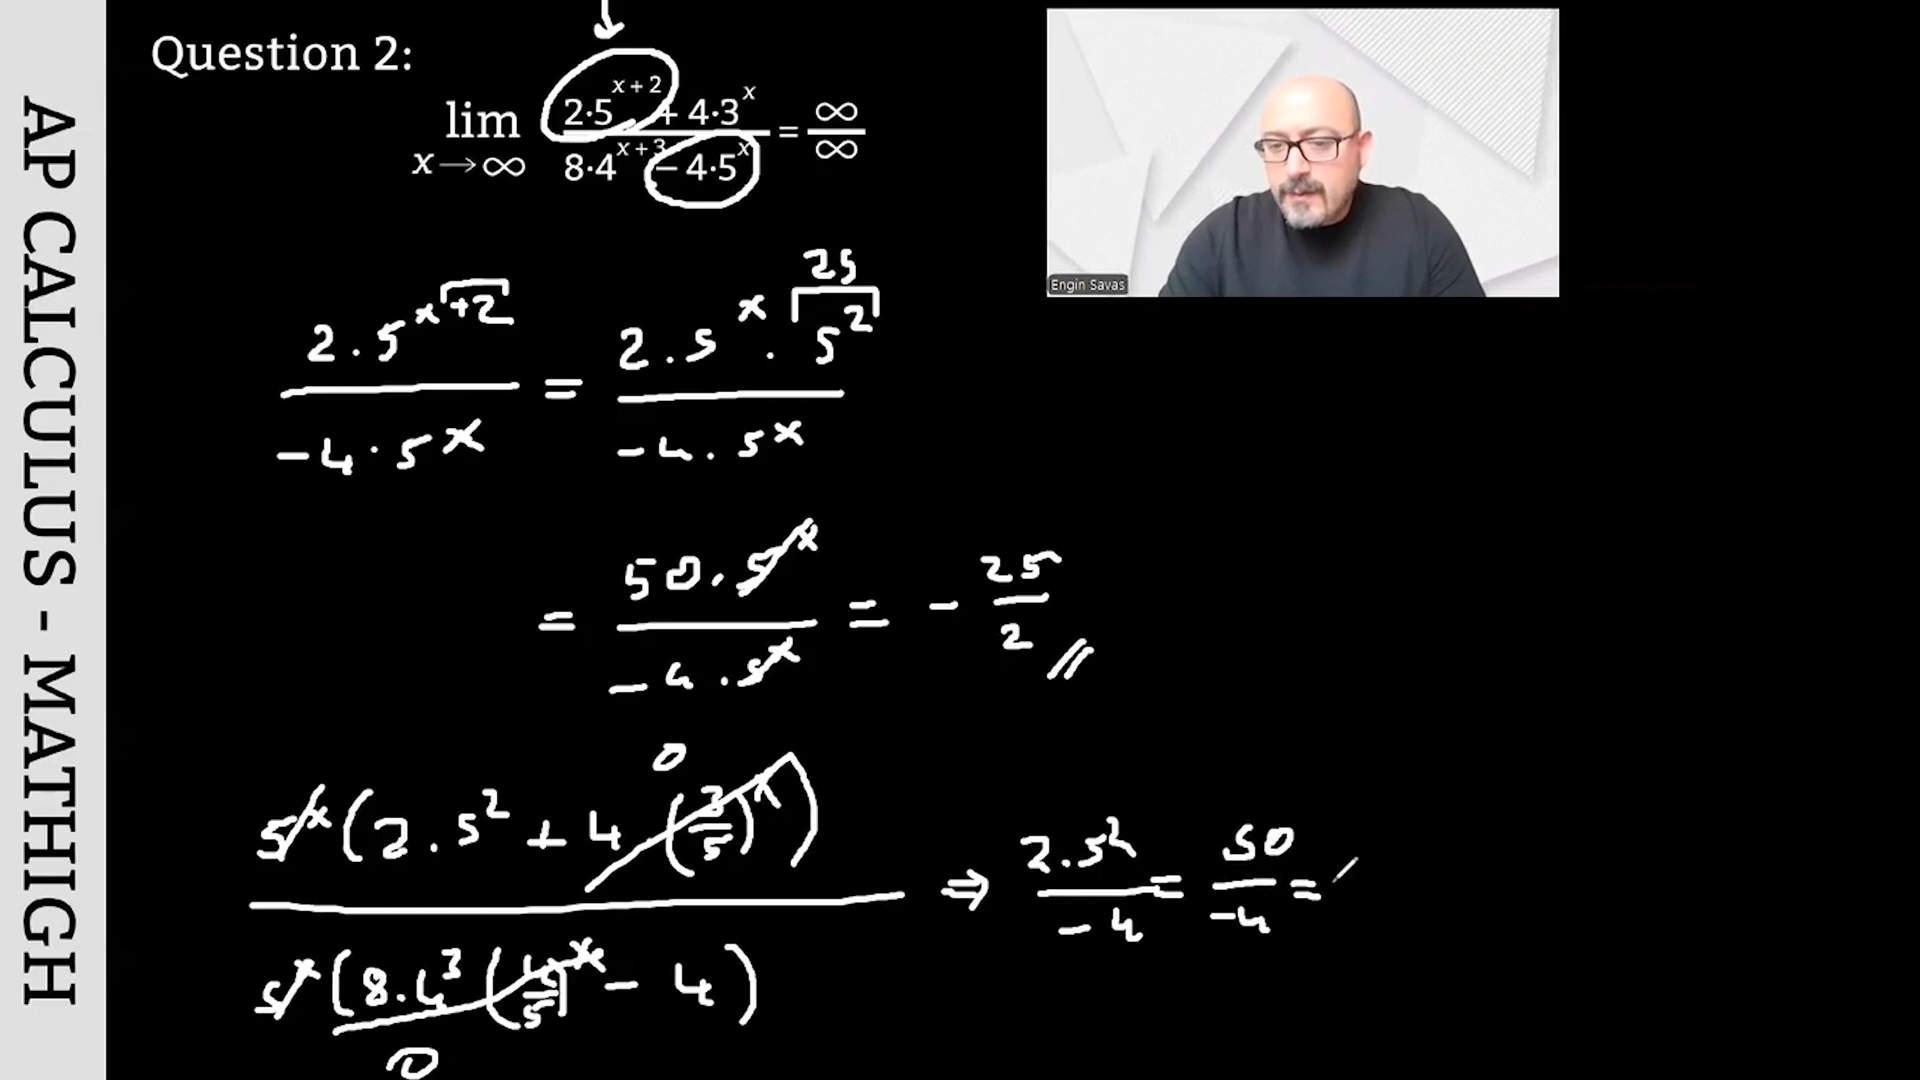 AP CALCULUS - MATHIGH
Question 2:
lim x→∞ (2·5^(x+2) + 4·3^x) / (8·4^(x+3) − 4·5^x) = ∞/∞
Engin Savas
(2.5^(x+2)) / (−4·5^x) = (2.5^x . 5^2) / (−4.5^x)
25
= (50.5^x) / (−4.5^x) = − 25/2 //
0
5^x (2.5^2 + 4 (3/5)^x) / 5^x (8.4^3 (4/5)^x − 4) ⇒ (2.5^2) / (−4) = 50 / (−4) =
0